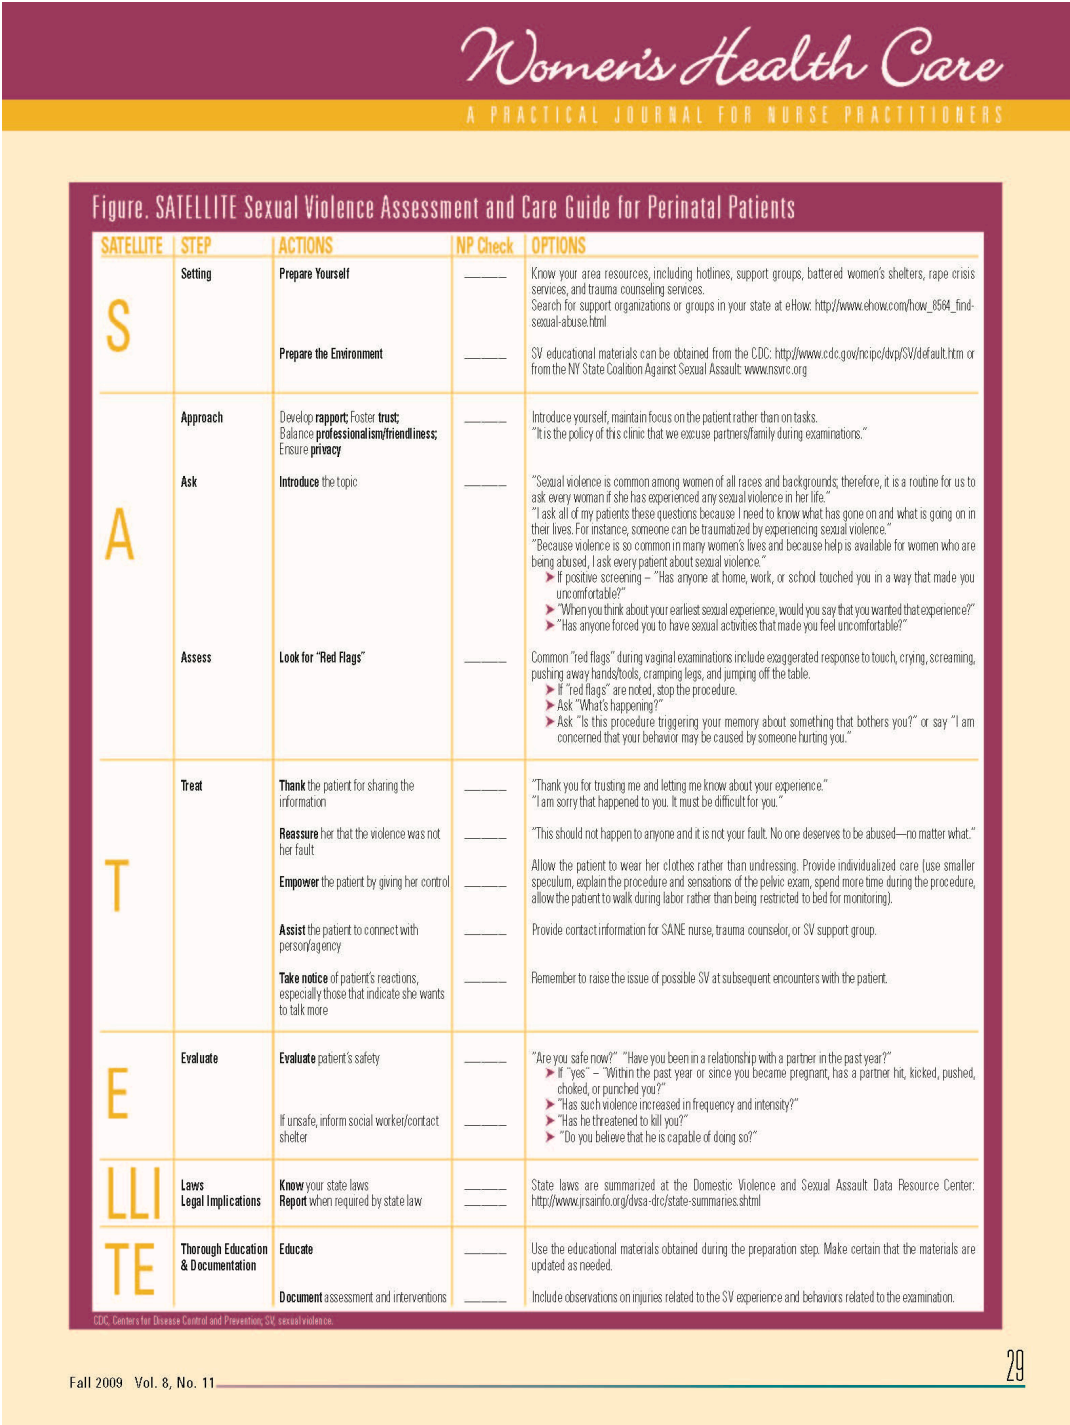 Women's Health Care
A PRACTICAL JOURNAL FOR NURSE PRACTITIONERS
Figure. SATELLITE Sexual Violence Assessment and Care Guide for Perinatal Patients
SATELLITE STEP ACTIONS NP Check OPTIONS
S
Setting
Prepare Yourself ______
Know your area resources, including hotlines, support groups, battered women's shelters, rape crisis
services, and trauma counseling services.
Search for support organizations or groups in your state at eHow: http://www.ehow.com/how_8564_find-
sexual-abuse.html
Prepare the Environment ______
SV educational materials can be obtained from the CDC: http://www.cdc.gov/ncipc/dvp/SV/default.htm or
from the NY State Coalition Against Sexual Assault: www.nsvrc.org
A
Approach
Develop rapport; Foster trust;
Balance professionalism/friendliness;
Ensure privacy
______
Introduce yourself, maintain focus on the patient rather than on tasks.
"It is the policy of this clinic that we excuse partners/family during examinations."
Ask
Introduce the topic ______
"Sexual violence is common among women of all races and backgrounds; therefore, it is a routine for us to
ask every woman if she has experienced any sexual violence in her life."
"I ask all of my patients these questions because I need to know what has gone on and what is going on in
their lives. For instance, someone can be traumatized by experiencing sexual violence."
"Because violence is so common in many women's lives and because help is available for women who are
being abused, I ask every patient about sexual violence."
➤ If positive screening – "Has anyone at home, work, or school touched you in a way that made you
uncomfortable?"
➤ "When you think about your earliest sexual experience, would you say that you wanted that experience?"
➤ "Has anyone forced you to have sexual activities that made you feel uncomfortable?"
Assess
Look for "Red Flags" ______
Common "red flags" during vaginal examinations include exaggerated response to touch, crying, screaming,
pushing away hands/tools, cramping legs, and jumping off the table.
➤ If "red flags" are noted, stop the procedure.
➤ Ask "What's happening?"
➤ Ask "Is this procedure triggering your memory about something that bothers you?" or say "I am
concerned that your behavior may be caused by someone hurting you."
T
Treat
Thank the patient for sharing the
information
______
"Thank you for trusting me and letting me know about your experience."
"I am sorry that happened to you. It must be difficult for you."
Reassure her that the violence was not
her fault
______
"This should not happen to anyone and it is not your fault. No one deserves to be abused—no matter what."
Empower the patient by giving her control ______
Allow the patient to wear her clothes rather than undressing. Provide individualized care (use smaller
speculum, explain the procedure and sensations of the pelvic exam, spend more time during the procedure,
allow the patient to walk during labor rather than being restricted to bed for monitoring).
Assist the patient to connect with
person/agency
______
Provide contact information for SANE nurse, trauma counselor, or SV support group.
Take notice of patient's reactions,
especially those that indicate she wants
to talk more
______
Remember to raise the issue of possible SV at subsequent encounters with the patient.
E
Evaluate
Evaluate patient's safety ______
"Are you safe now?" "Have you been in a relationship with a partner in the past year?"
➤ If "yes" – "Within the past year or since you became pregnant, has a partner hit, kicked, pushed,
choked, or punched you?"
➤ "Has such violence increased in frequency and intensity?"
If unsafe, inform social worker/contact
shelter
______
➤ "Has he threatened to kill you?"
➤ "Do you believe that he is capable of doing so?"
LLI
Laws
Legal Implications
Know your state laws ______
Report when required by state law ______
State laws are summarized at the Domestic Violence and Sexual Assault Data Resource Center:
http://www.jrsainfo.org/dvsa-drc/state-summaries.shtml
TE
Thorough Education
& Documentation
Educate ______
Use the educational materials obtained during the preparation step. Make certain that the materials are
updated as needed.
Document assessment and interventions ______
Include observations on injuries related to the SV experience and behaviors related to the examination.
CDC, Centers for Disease Control and Prevention; SV, sexual violence.
Fall 2009 Vol. 8, No. 11
29